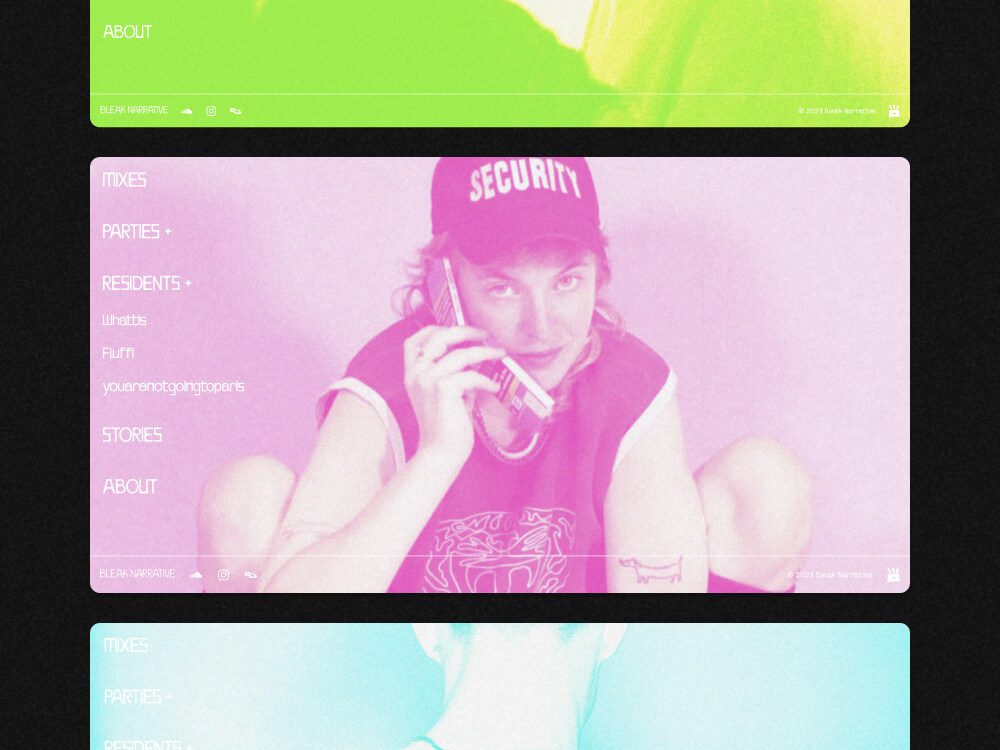 ABOUT
BLEAK NARRATIVE
© 2023 Bleak Narrative
SECURITY
MIXES
PARTIES +
RESIDENTS +
Whattis
Fluffi
youarenotgoingtoparis
STORIES
ABOUT
BLEAK NARRATIVE
© 2023 Bleak Narrative
MIXES
PARTIES +
RESIDENTS +